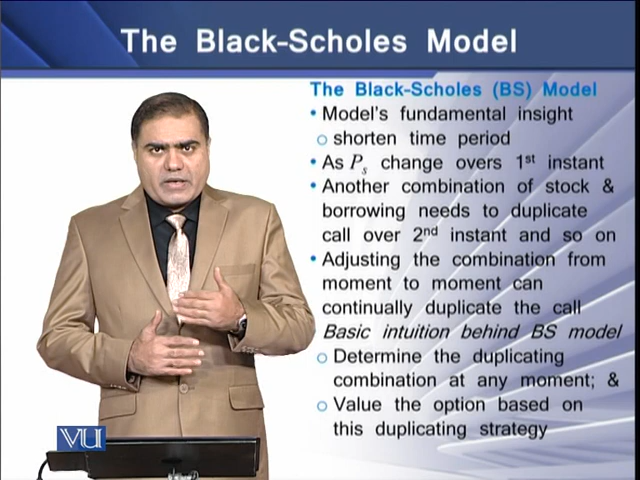 The Black-Scholes Model
The Black-Scholes (BS) Model
• Model's fundamental insight
o shorten time period
• As Ps change overs 1st instant
• Another combination of stock &
borrowing needs to duplicate
call over 2nd instant and so on
• Adjusting the combination from
moment to moment can
continually duplicate the call
Basic intuition behind BS model
o Determine the duplicating
combination at any moment; &
o Value the option based on
this duplicating strategy
VU